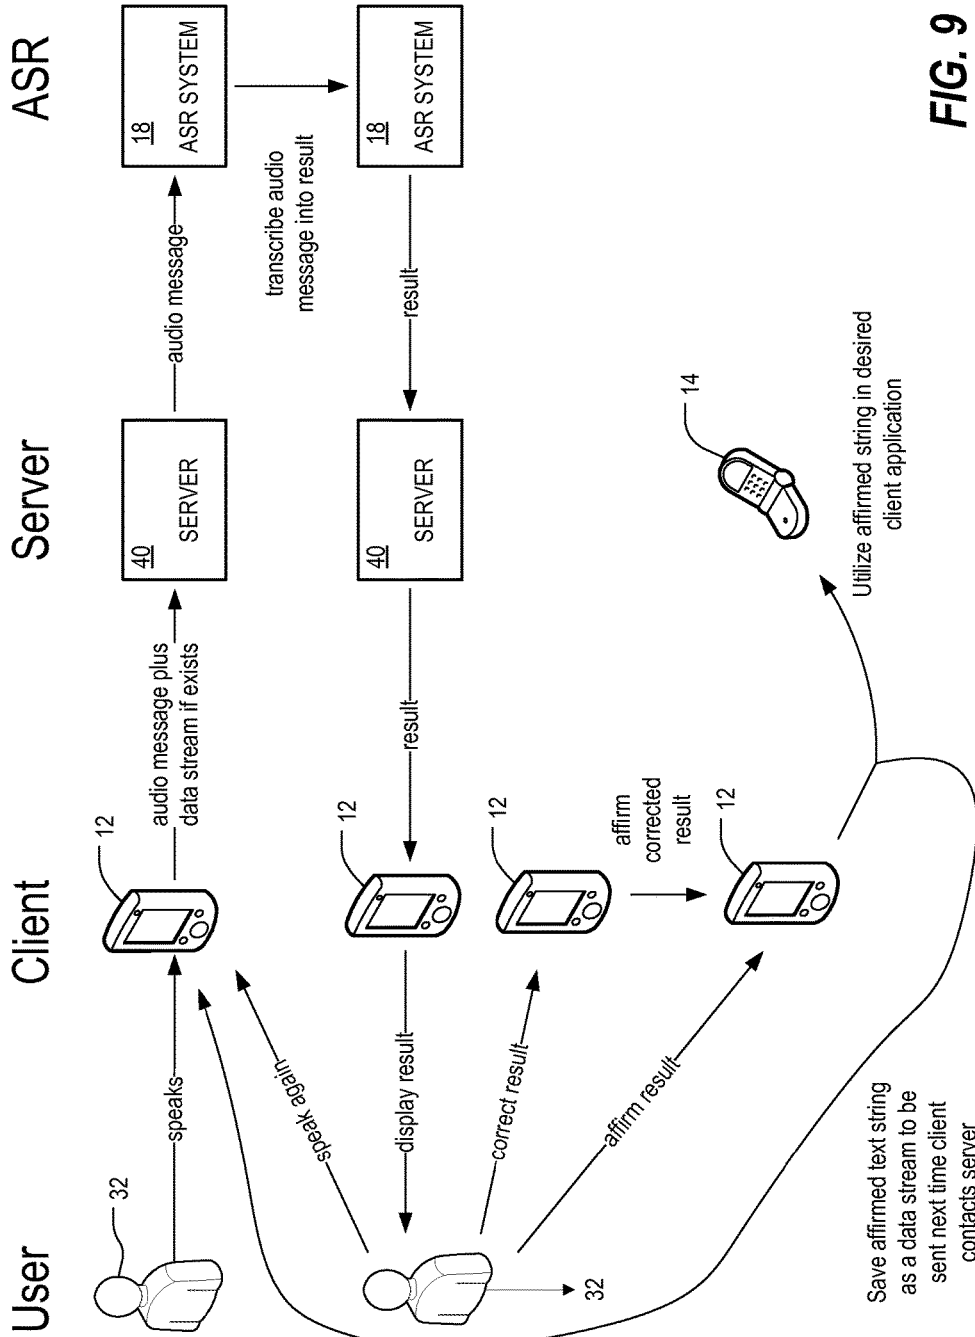 User
Client
Server
ASR
32
speaks
12
audio message plus
data stream if exists
40
SERVER
audio message
18
ASR SYSTEM
transcribe audio
message into result
speak again
display result
12
result
40
SERVER
result
18
ASR SYSTEM
32
correct result
12
affirm
corrected
result
affirm result
12
14
Utilize affirmed string in desired
client application
Save affirmed text string
as a data stream to be
sent next time client
contacts server
FIG. 9